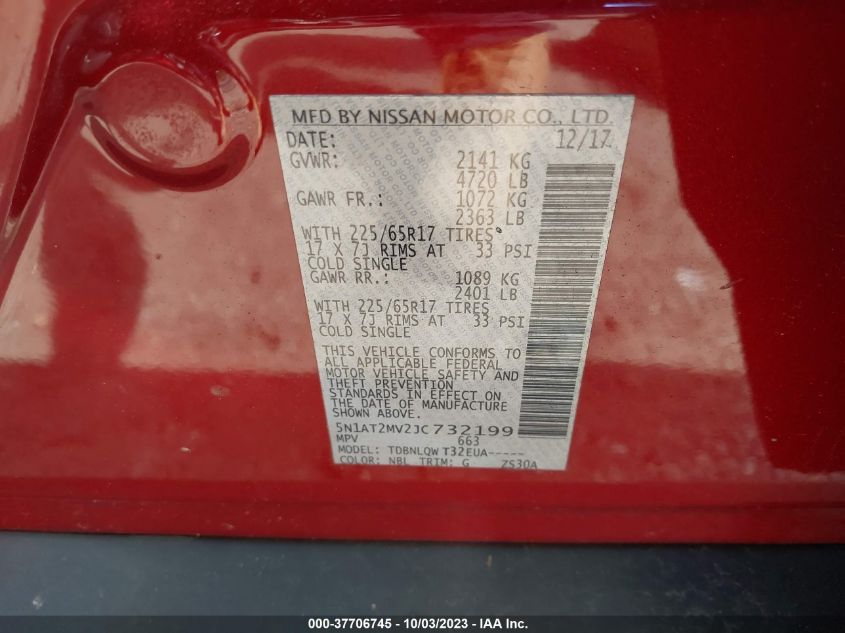 MFD BY NISSAN MOTOR CO., LTD.
DATE: 12/17
GVWR: 2141 KG
4720 LB
GAWR FR.: 1072 KG
2363 LB
WITH 225/65R17 TIRES
17 X 7J RIMS AT 33 PSI
COLD SINGLE
GAWR RR.: 1089 KG
2401 LB
WITH 225/65R17 TIRES
17 X 7J RIMS AT 33 PSI
COLD SINGLE
THIS VEHICLE CONFORMS TO
ALL APPLICABLE FEDERAL
MOTOR VEHICLE SAFETY AND
THEFT PREVENTION
STANDARDS IN EFFECT ON
THE DATE OF MANUFACTURE
SHOWN ABOVE.
5N1AT2MV2JC732199
MPV 663
MODEL: TDBNLQW T32EUA-----
COLOR: NBL TRIM: G ZS30A
000-37706745 - 10/03/2023 - IAA Inc.